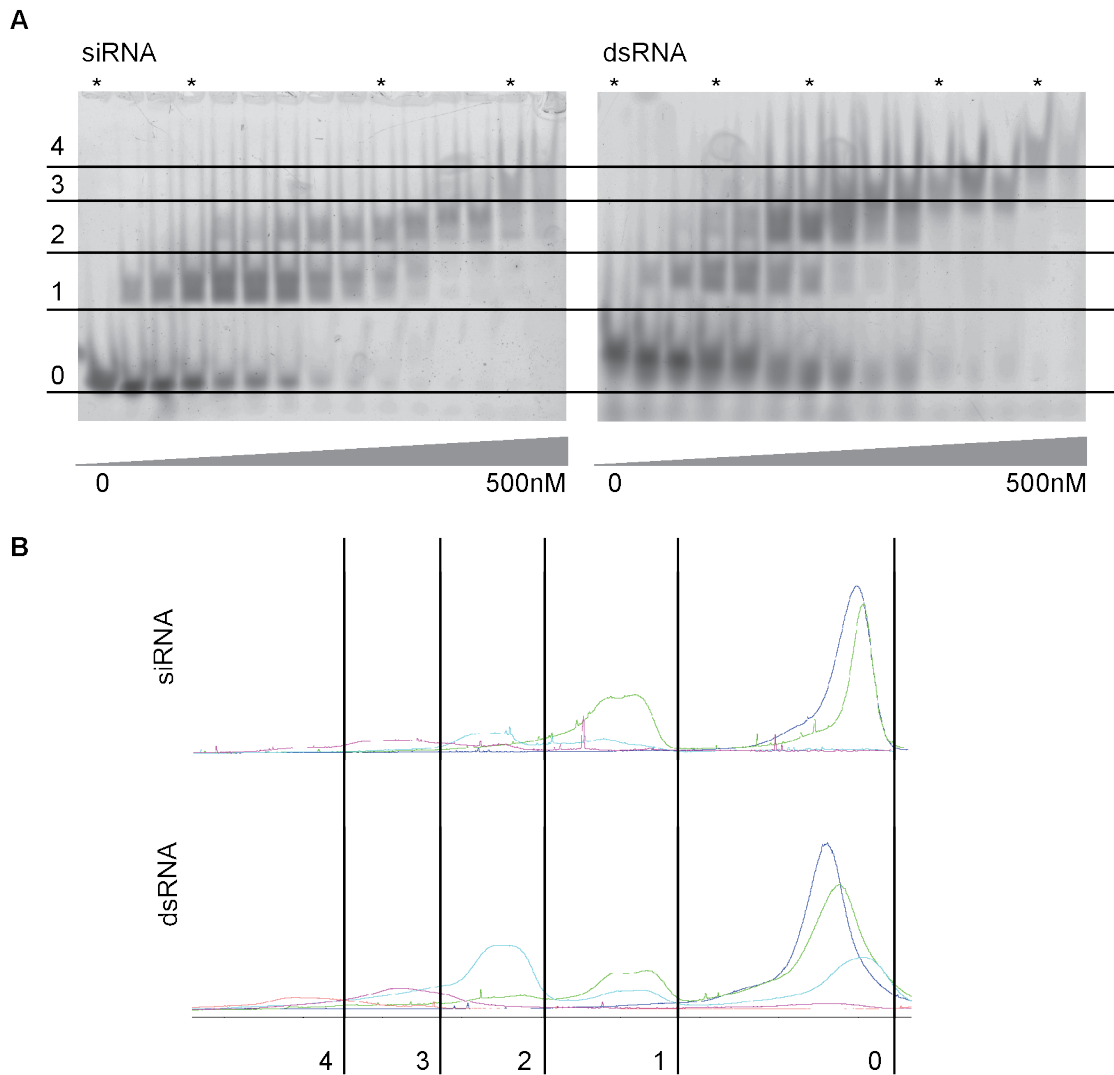 A
siRNA
dsRNA
* * * *
* * * * *
4
3
2
1
0
0 500nM
0 500nM
B
siRNA
dsRNA
4 3 2 1 0